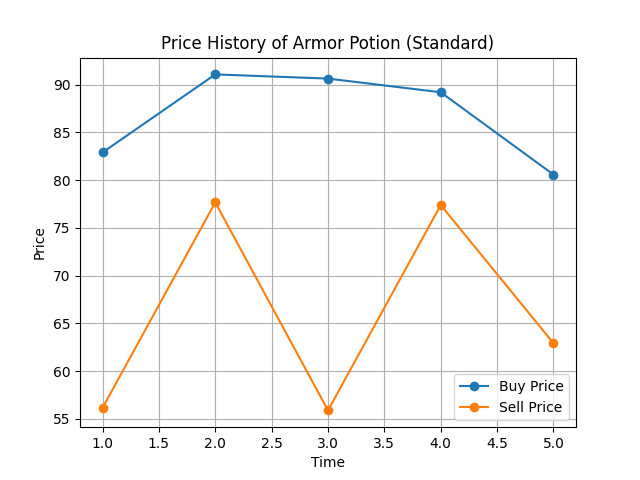 Price History of Armor Potion (Standard)
90
85
80
75
70
65
60
55
Price
1.0 1.5 2.0 2.5 3.0 3.5 4.0 4.5 5.0
Time
Buy Price
Sell Price